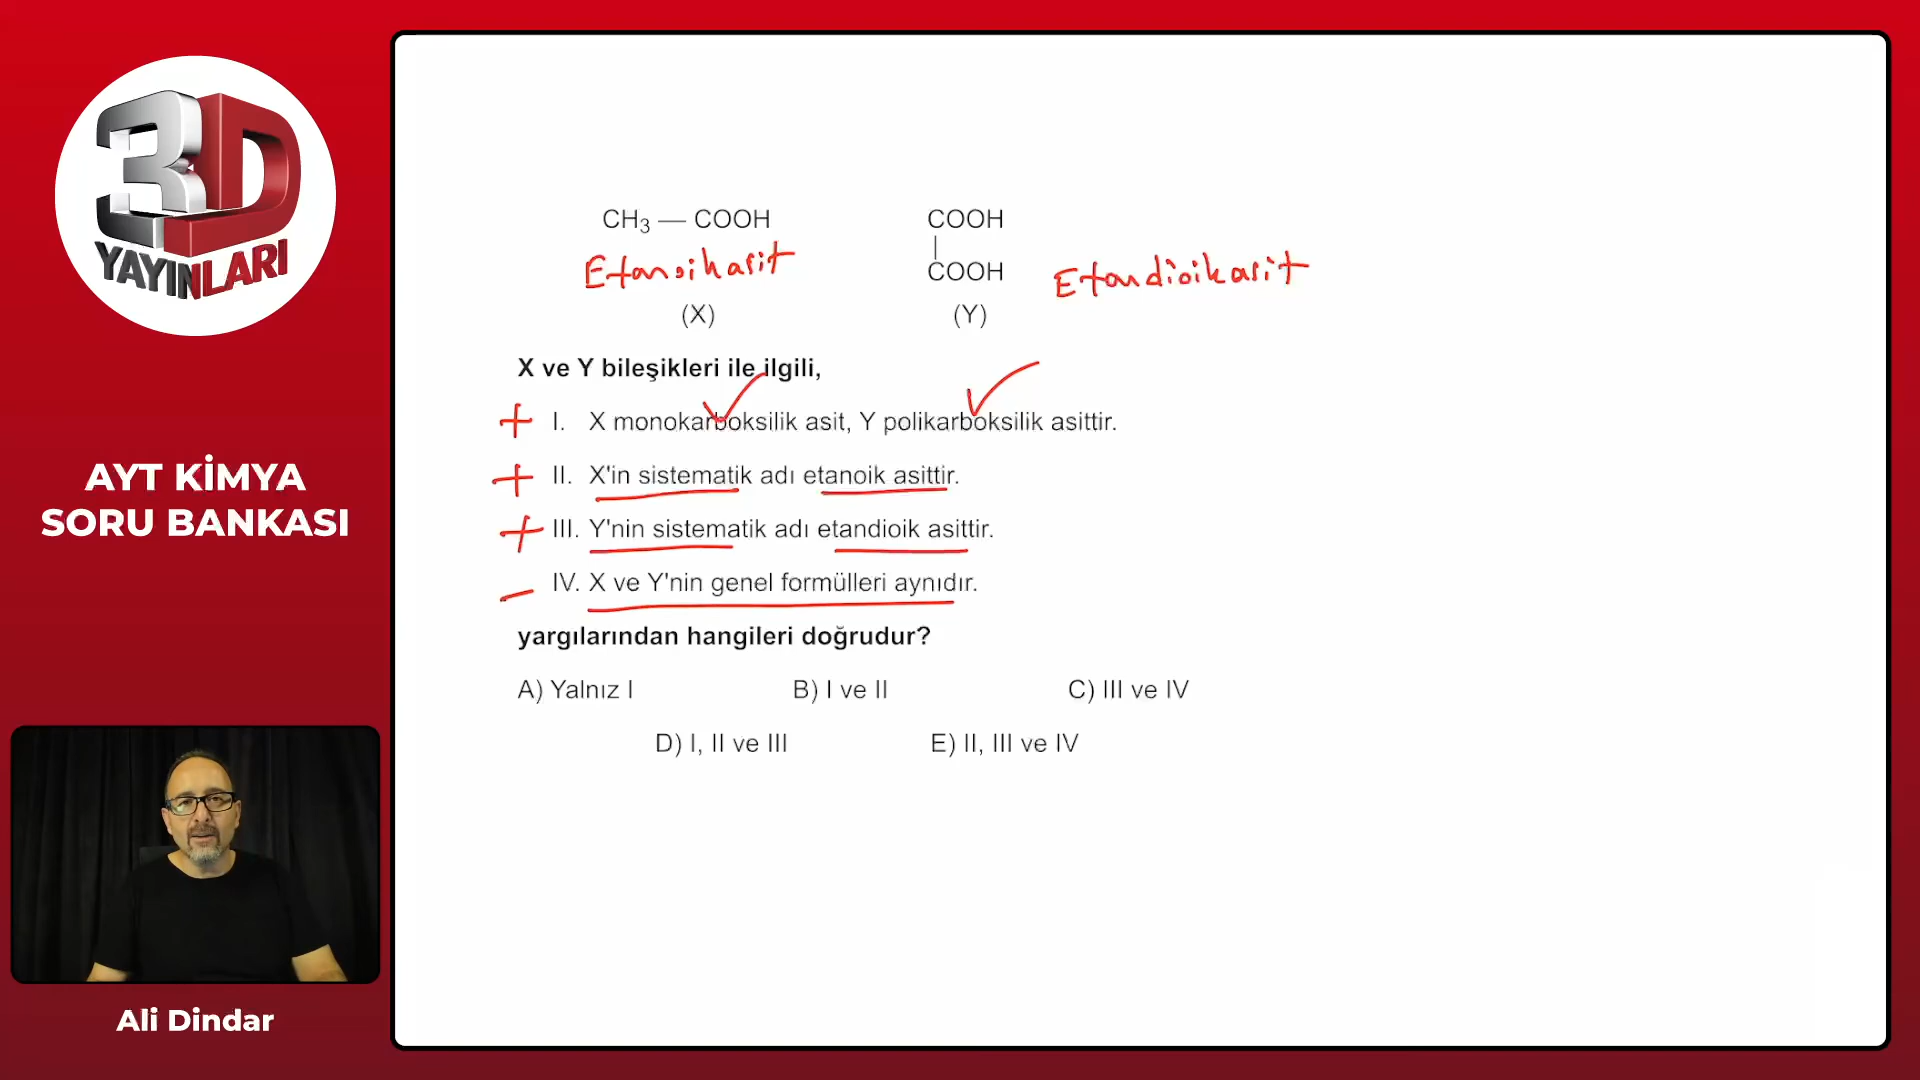 3D
YAYINLARI
AYT KİMYA
SORU BANKASI
Ali Dindar
CH₃ — COOH
COOH
|
COOH
Etanoikasit
Etandioikasit
(X)
(Y)
X ve Y bileşikleri ile ilgili,
+ I. X monokarboksilik asit, Y polikarboksilik asittir.
+ II. X'in sistematik adı etanoik asittir.
+ III. Y'nin sistematik adı etandioik asittir.
– IV. X ve Y'nin genel formülleri aynıdır.
yargılarından hangileri doğrudur?
A) Yalnız I B) I ve II C) III ve IV
D) I, II ve III E) II, III ve IV